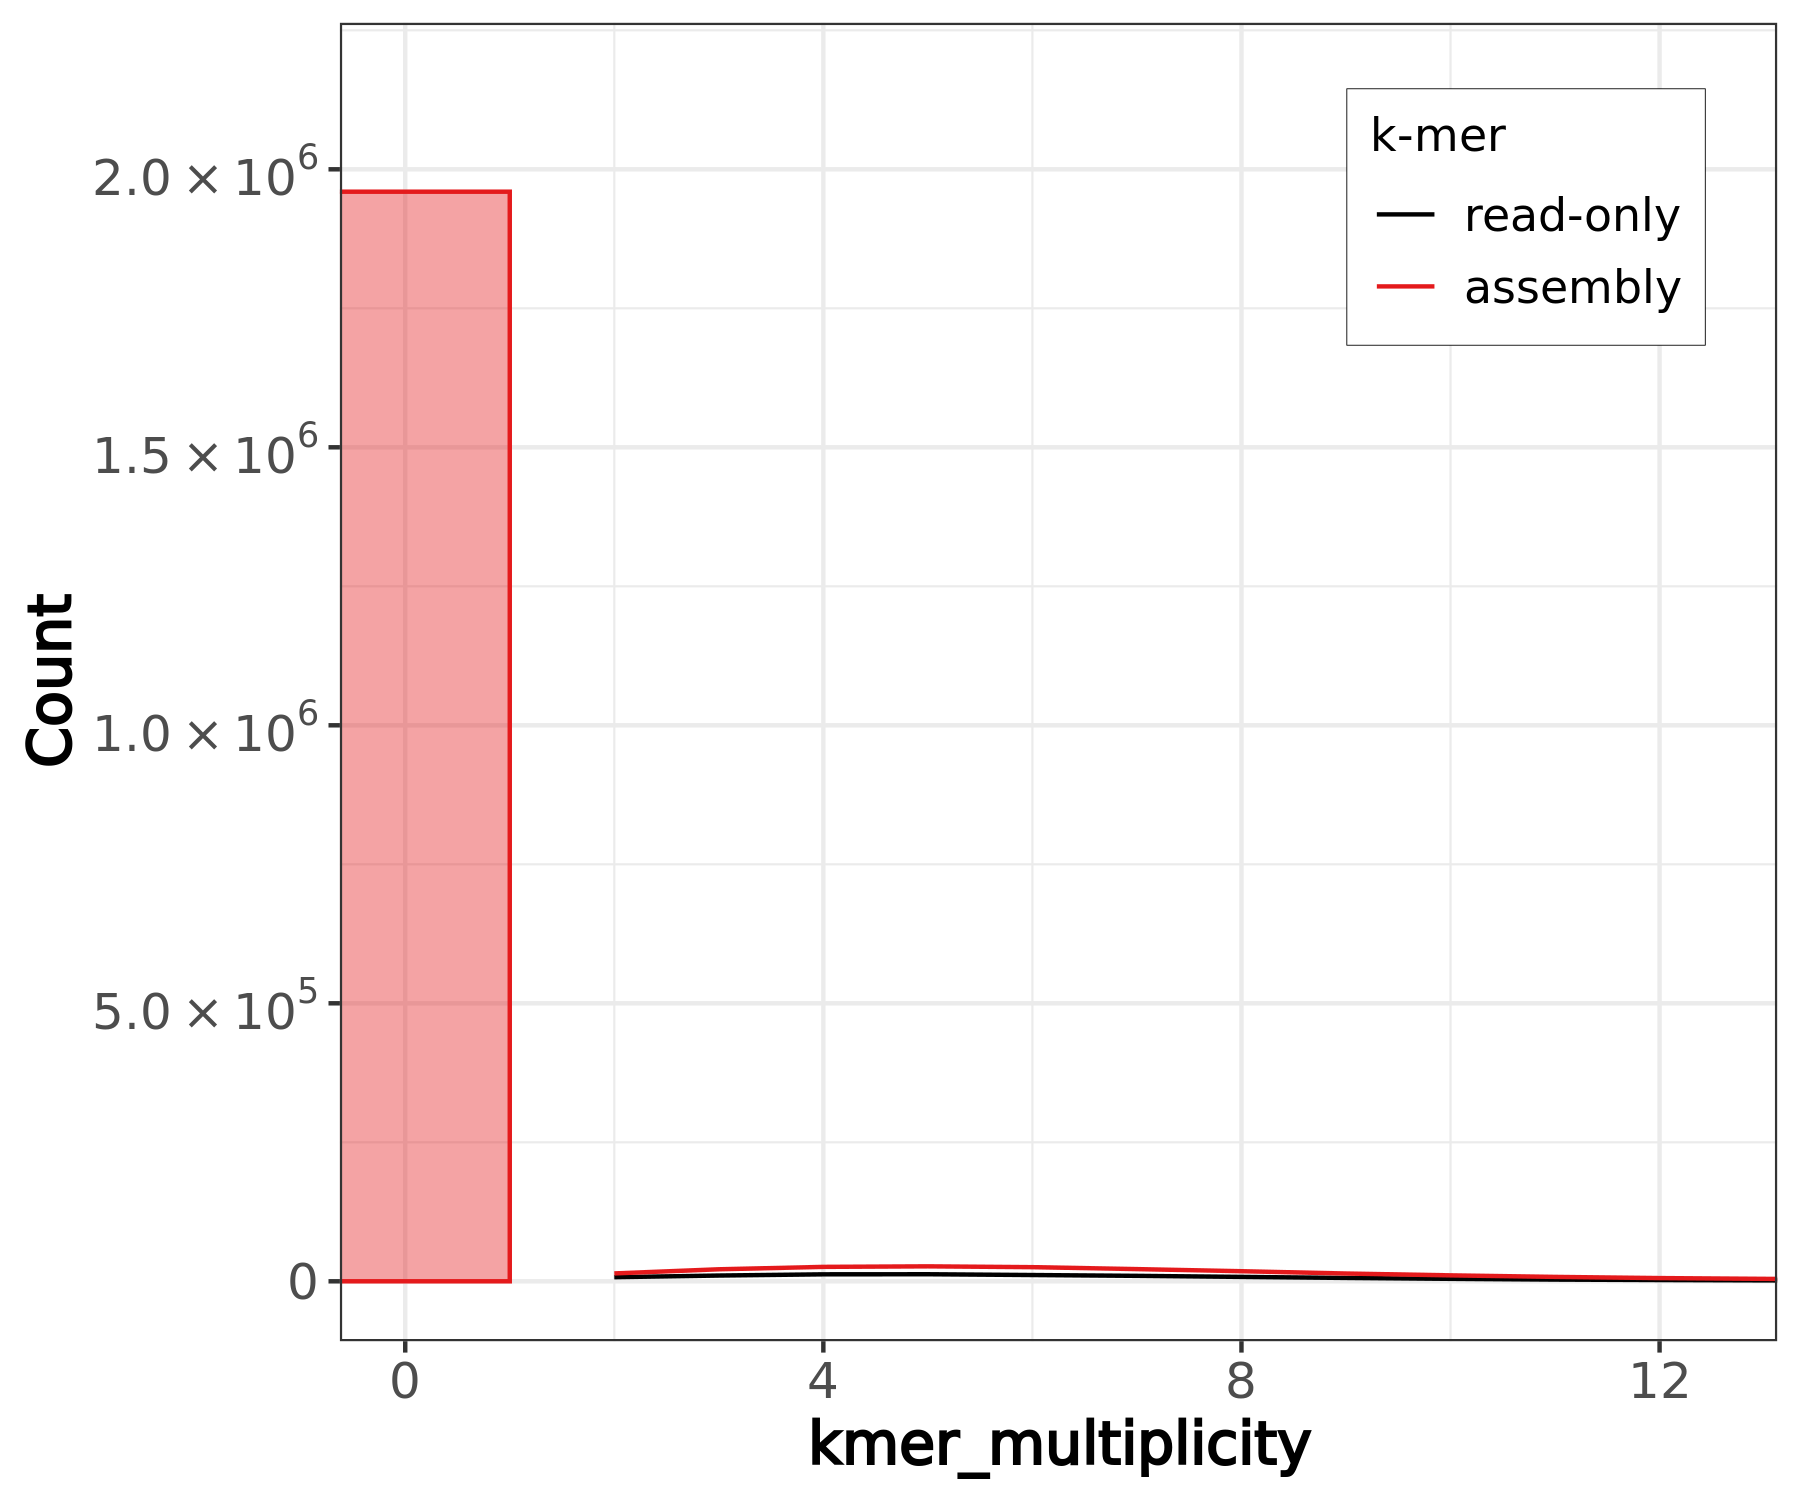 k-mer
read-only
assembly
2.0 × 10⁶
1.5 × 10⁶
1.0 × 10⁶
5.0 × 10⁵
0
Count
0 4 8 12
kmer_multiplicity